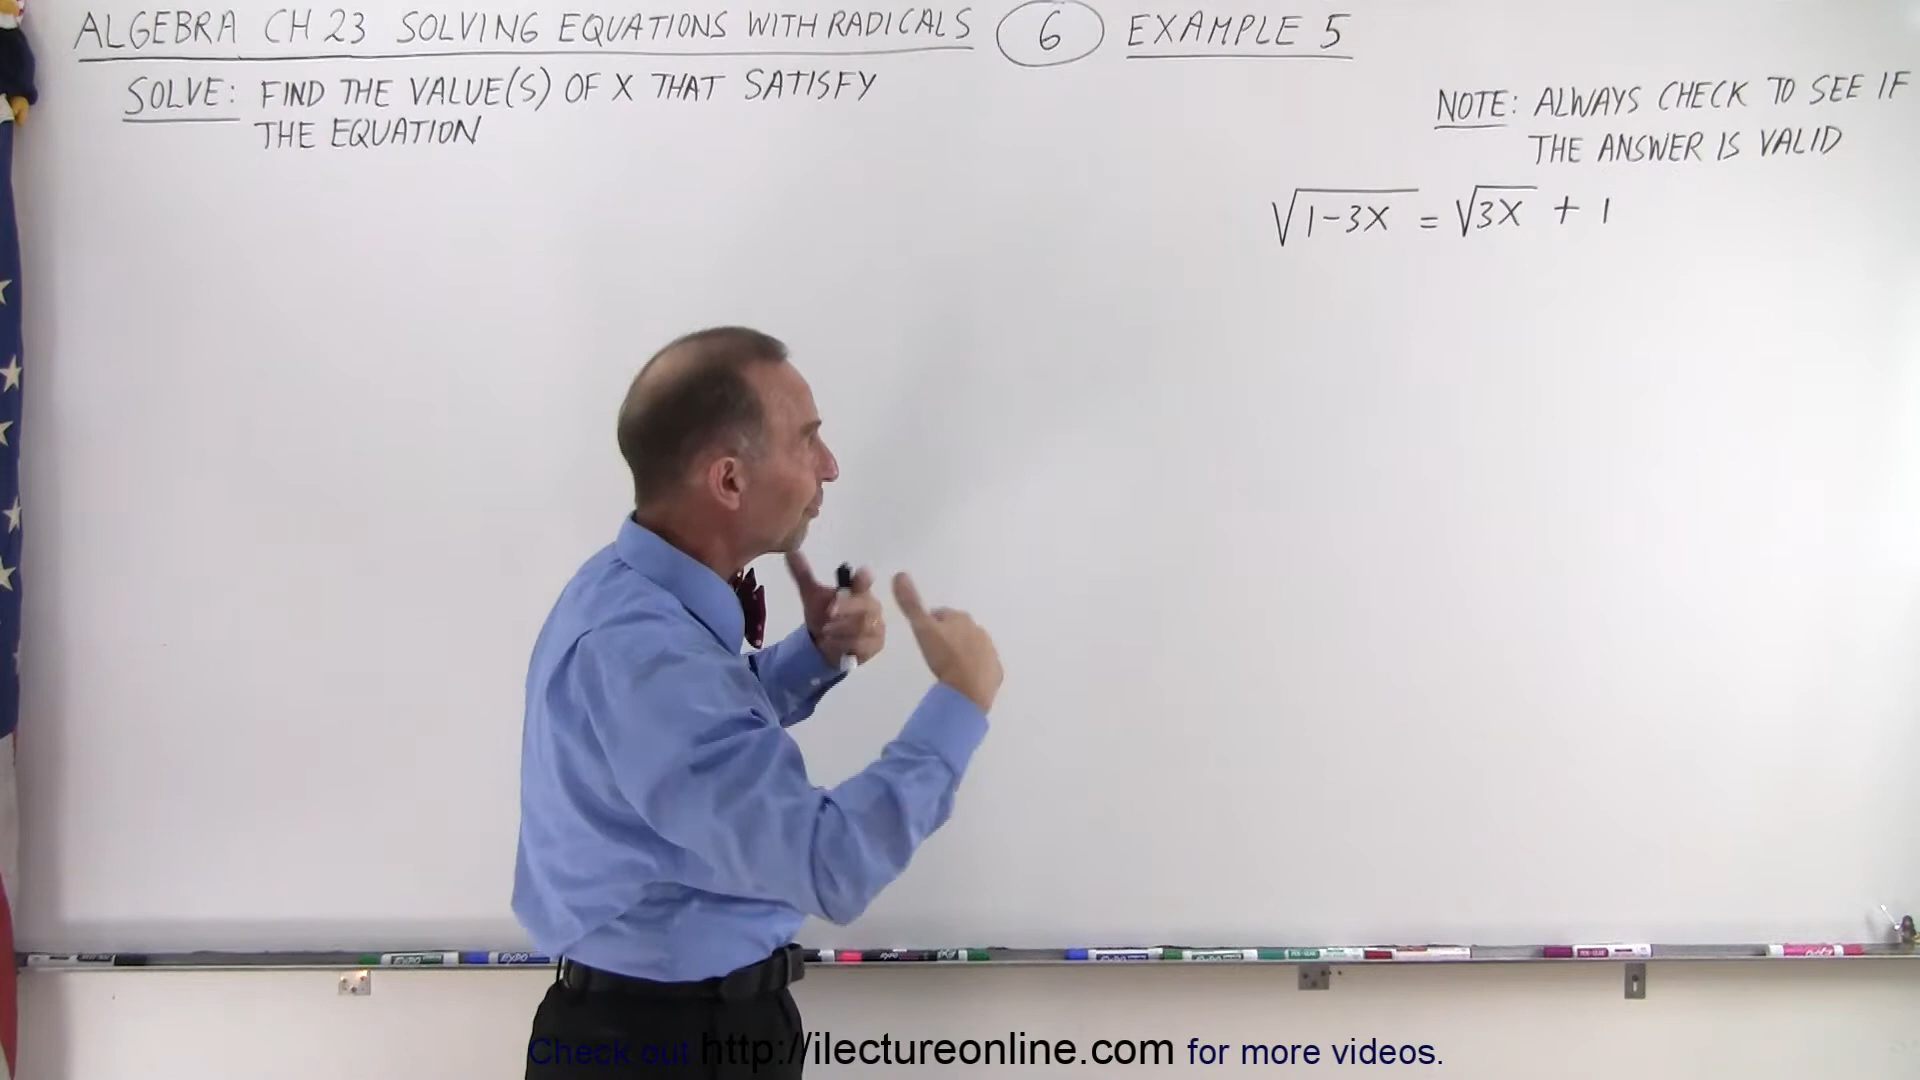 ALGEBRA CH 23 SOLVING EQUATIONS WITH RADICALS 6 EXAMPLE 5
SOLVE: FIND THE VALUE(S) OF X THAT SATISFY
THE EQUATION
NOTE: ALWAYS CHECK TO SEE IF
THE ANSWER IS VALID
√1-3X = √3X + 1
EXPO EXPO
Check out http://ilectureonline.com for more videos.